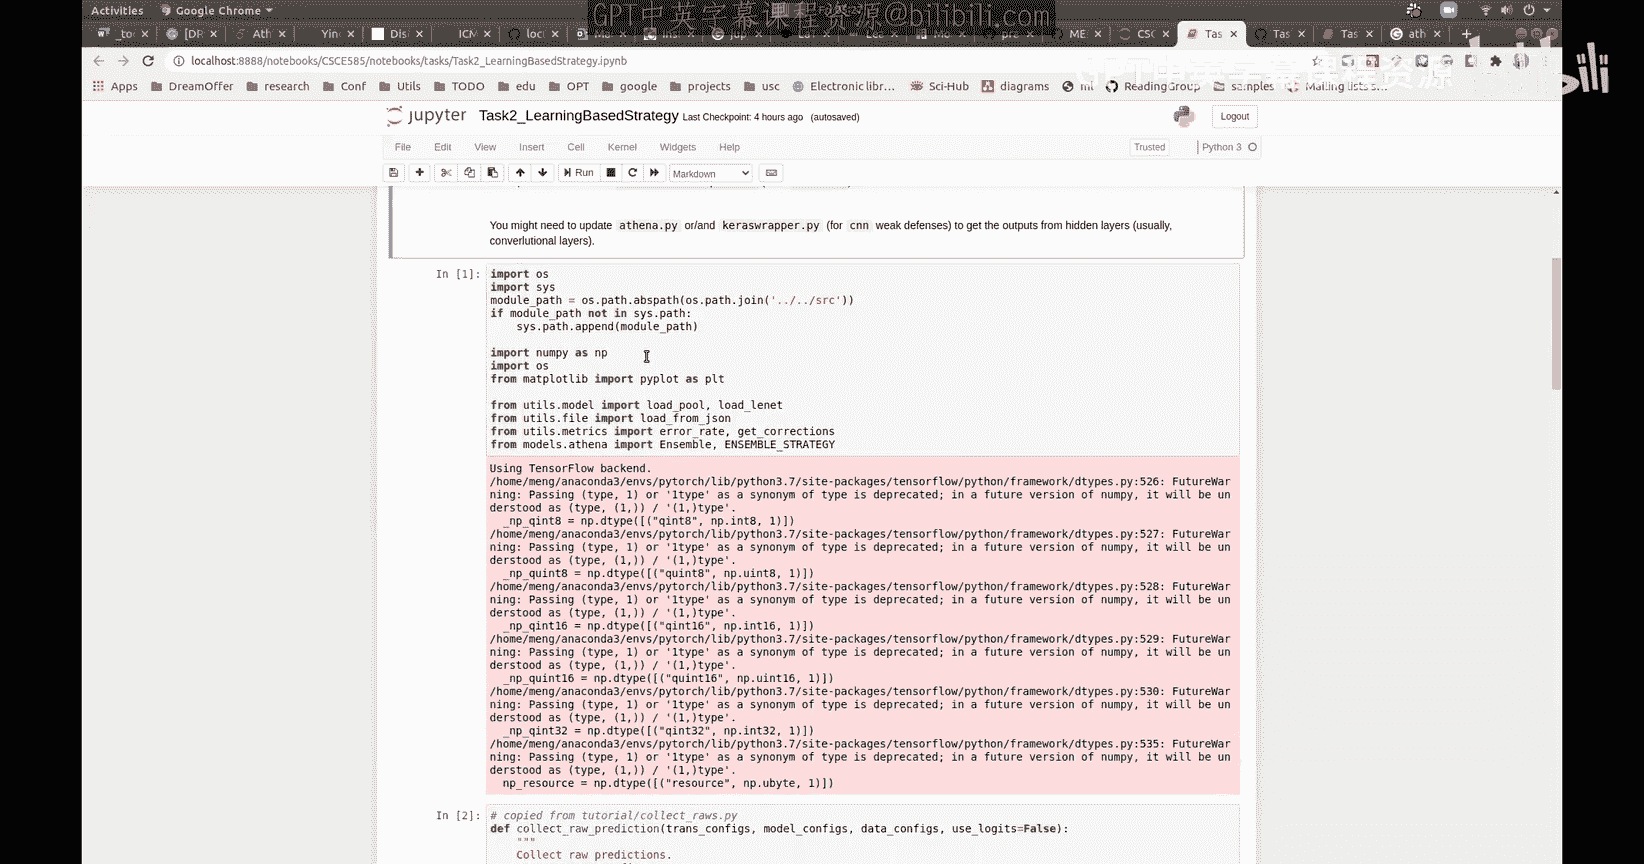 GPT中英字幕课程资源@bilibili.com
Activities
Google Chrome
_to
[DR
Ath
Yin
Dis
ICM
loc
ME
CSC
Tas
Tas
Tas
ath
localhost:8888/notebooks/CSCE585/notebooks/tasks/Task2_LearningBasedStrategy.ipynb
Apps
DreamOffer
research
Conf
Utils
TODO
edu
OPT
google
projects
usc
Electronic libr…
Sci-Hub
diagrams
ml
ReadingGroup
samples
Mailing lists s…
jupyter Task2_LearningBasedStrategy Last Checkpoint: 4 hours ago (autosaved)
Logout
File Edit View Insert Cell Kernel Widgets Help
Trusted
Python 3
Run
Markdown
You might need to update athena.py or/and keraswrapper.py (for cnn weak defenses) to get the outputs from hidden layers (usually,
converlutional layers).
In [1]:
import os
import sys
module_path = os.path.abspath(os.path.join('../../src'))
if module_path not in sys.path:
sys.path.append(module_path)
import numpy as np
import os
from matplotlib import pyplot as plt
from utils.model import load_pool, load_lenet
from utils.file import load_from_json
from utils.metrics import error_rate, get_corrections
from models.athena import Ensemble, ENSEMBLE_STRATEGY
Using TensorFlow backend.
/home/meng/anaconda3/envs/pytorch/lib/python3.7/site-packages/tensorflow/python/framework/dtypes.py:526: FutureWar
ning: Passing (type, 1) or '1type' as a synonym of type is deprecated; in a future version of numpy, it will be un
derstood as (type, (1,)) / '(1,)type'.
_np_qint8 = np.dtype([("qint8", np.int8, 1)])
/home/meng/anaconda3/envs/pytorch/lib/python3.7/site-packages/tensorflow/python/framework/dtypes.py:527: FutureWar
ning: Passing (type, 1) or '1type' as a synonym of type is deprecated; in a future version of numpy, it will be un
derstood as (type, (1,)) / '(1,)type'.
_np_quint8 = np.dtype([("quint8", np.uint8, 1)])
/home/meng/anaconda3/envs/pytorch/lib/python3.7/site-packages/tensorflow/python/framework/dtypes.py:528: FutureWar
ning: Passing (type, 1) or '1type' as a synonym of type is deprecated; in a future version of numpy, it will be un
derstood as (type, (1,)) / '(1,)type'.
_np_qint16 = np.dtype([("qint16", np.int16, 1)])
/home/meng/anaconda3/envs/pytorch/lib/python3.7/site-packages/tensorflow/python/framework/dtypes.py:529: FutureWar
ning: Passing (type, 1) or '1type' as a synonym of type is deprecated; in a future version of numpy, it will be un
derstood as (type, (1,)) / '(1,)type'.
_np_quint16 = np.dtype([("quint16", np.uint16, 1)])
/home/meng/anaconda3/envs/pytorch/lib/python3.7/site-packages/tensorflow/python/framework/dtypes.py:530: FutureWar
ning: Passing (type, 1) or '1type' as a synonym of type is deprecated; in a future version of numpy, it will be un
derstood as (type, (1,)) / '(1,)type'.
_np_qint32 = np.dtype([("qint32", np.int32, 1)])
/home/meng/anaconda3/envs/pytorch/lib/python3.7/site-packages/tensorflow/python/framework/dtypes.py:535: FutureWar
ning: Passing (type, 1) or '1type' as a synonym of type is deprecated; in a future version of numpy, it will be un
derstood as (type, (1,)) / '(1,)type'.
np_resource = np.dtype([("resource", np.ubyte, 1)])
In [2]:
# copied from tutorial/collect_raws.py
def collect_raw_prediction(trans_configs, model_configs, data_configs, use_logits=False):
"""
Collect raw predictions.